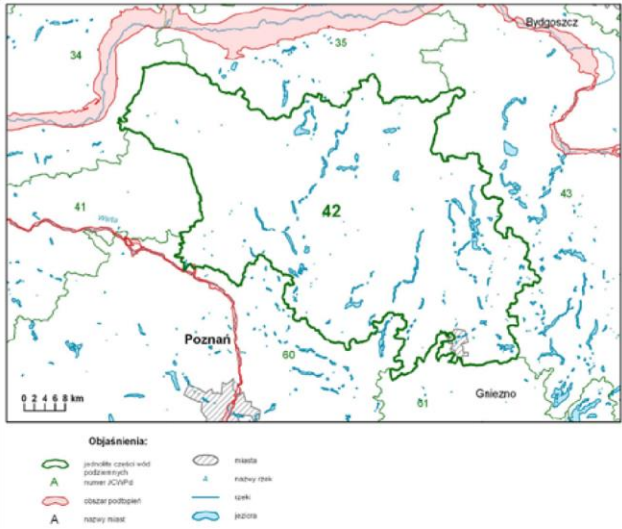 Bydgoszcz
34
35
41
Warta
42
43
Poznań
60
Gniezno
61
0 2 4 6 8 km
Objaśnienia:
jednolite części wód
podziemnych
A numer JCWPd
obszar podtopień
A nazwy miast
miasta
nazwy rzek
rzeki
jeziora